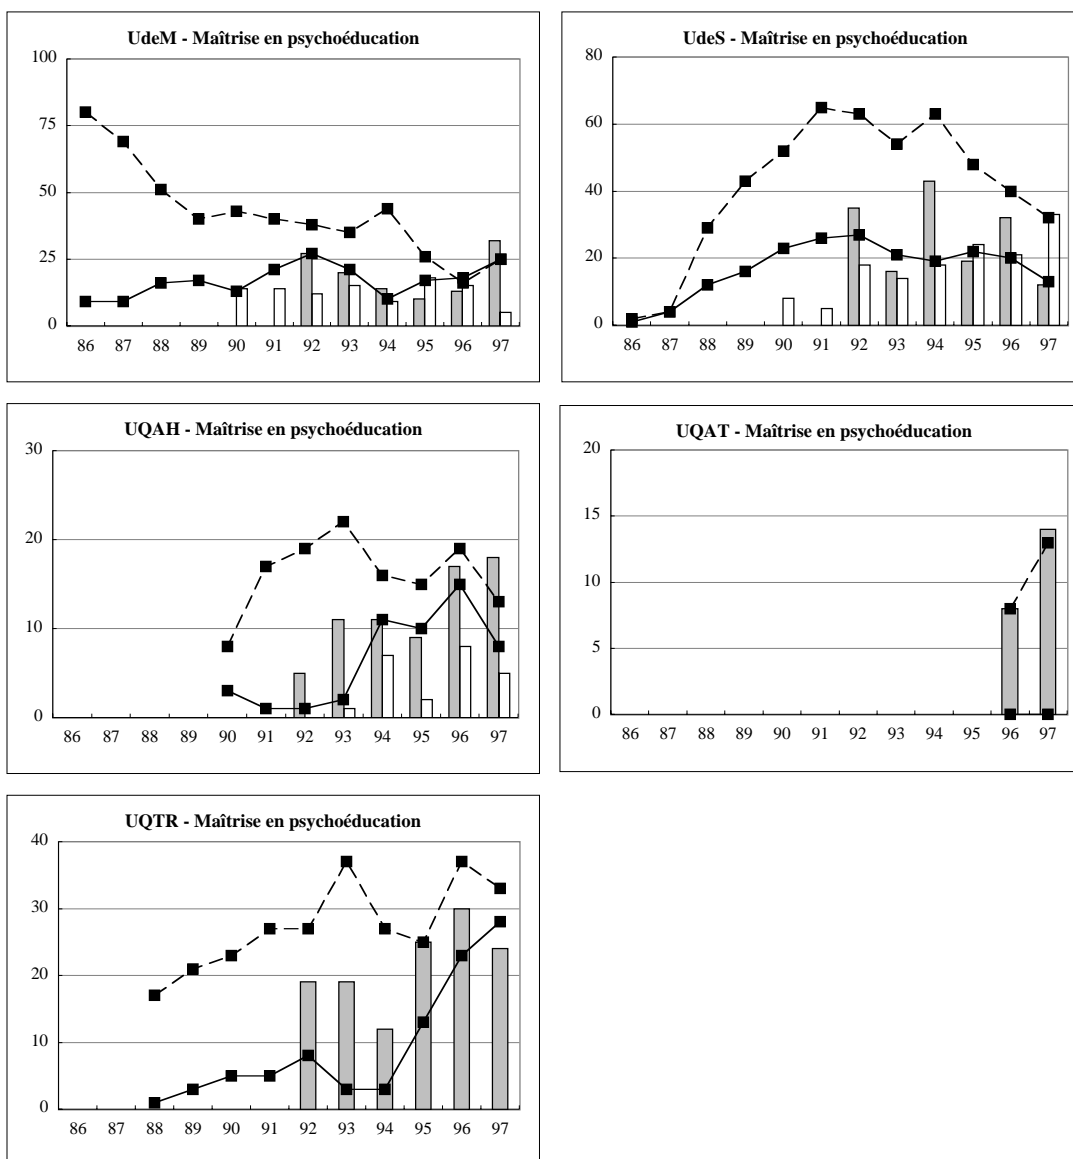 UdeM - Maîtrise en psychoéducation
100
75
50
25
0
86 87 88 89 90 91 92 93 94 95 96 97
UdeS - Maîtrise en psychoéducation
80
60
40
20
0
86 87 88 89 90 91 92 93 94 95 96 97
UQAH - Maîtrise en psychoéducation
30
20
10
0
86 87 88 89 90 91 92 93 94 95 96 97
UQAT - Maîtrise en psychoéducation
20
15
10
5
0
86 87 88 89 90 91 92 93 94 95 96 97
UQTR - Maîtrise en psychoéducation
40
30
20
10
0
86 87 88 89 90 91 92 93 94 95 96 97